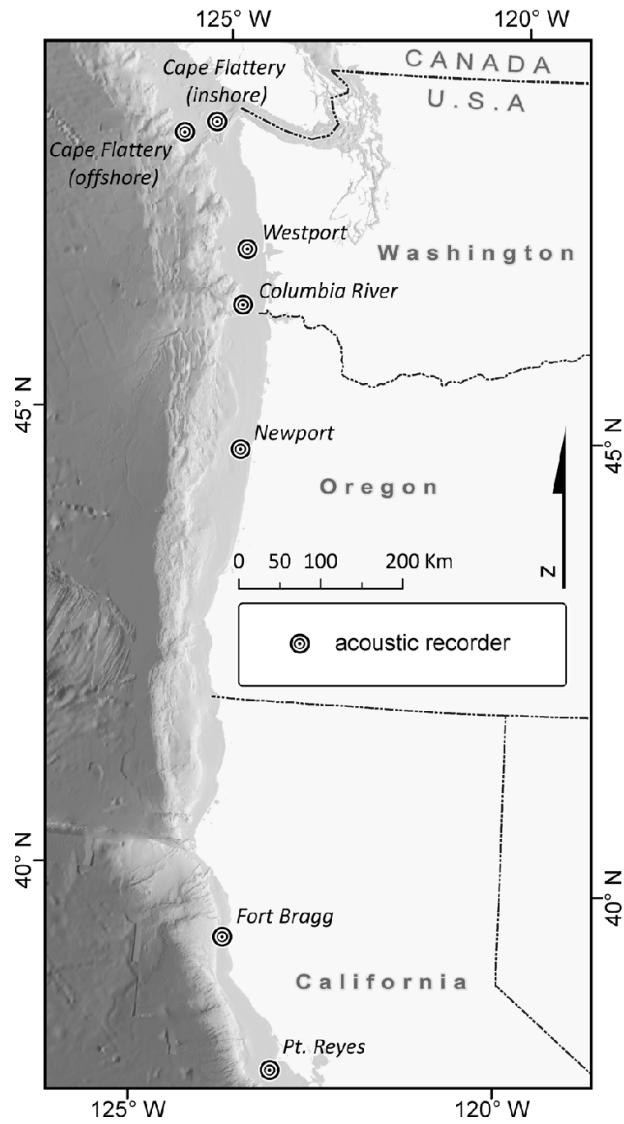 125° W
120° W
CANADA
Cape Flattery
(inshore)
U.S.A
Cape Flattery
(offshore)
Westport
Washington
Columbia River
45° N
Newport
45° N
Oregon
0 50 100 200 Km
N
acoustic recorder
40° N
40° N
Fort Bragg
California
Pt. Reyes
125° W
120° W